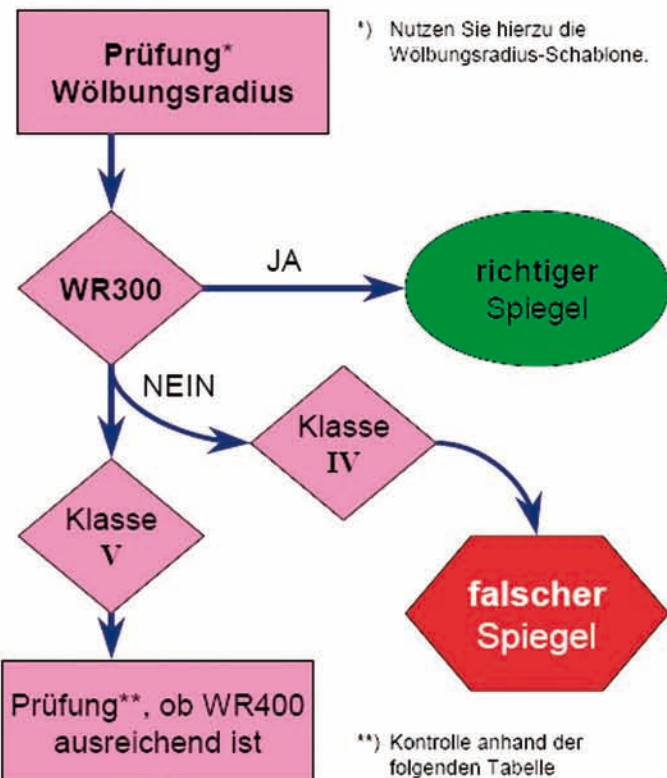 Prüfung*
Wölbungsradius
*) Nutzen Sie hierzu die
Wölbungsradius-Schablone.
WR300
JA
richtiger
Spiegel
NEIN
Klasse
IV
Klasse
V
falscher
Spiegel
Prüfung**, ob WR400
ausreichend ist
**) Kontrolle anhand der
folgenden Tabelle